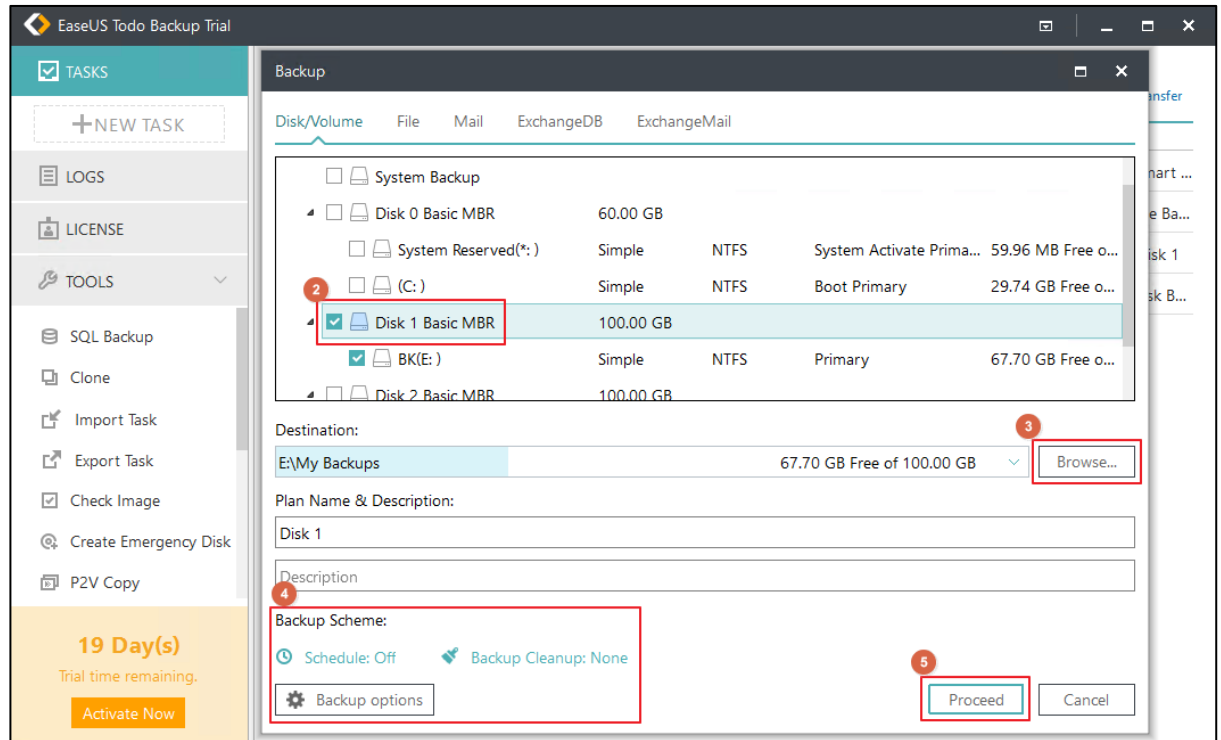 EaseUS Todo Backup Trial
TASKS
NEW TASK
LOGS
LICENSE
TOOLS
SQL Backup
Clone
Import Task
Export Task
Check Image
Create Emergency Disk
P2V Copy
19 Day(s)
Trial time remaining.
Activate Now
Backup
Disk/Volume File Mail ExchangeDB ExchangeMail
System Backup
Disk 0 Basic MBR 60.00 GB
System Reserved(*: ) Simple NTFS System Activate Prima... 59.96 MB Free o...
2
(C: ) Simple NTFS Boot Primary 29.74 GB Free o...
Disk 1 Basic MBR 100.00 GB
BK(E: ) Simple NTFS Primary 67.70 GB Free o...
Disk 2 Basic MBR 100.00 GB
Destination:
3
E:\My Backups 67.70 GB Free of 100.00 GB Browse...
Plan Name & Description:
Disk 1
Description
4
Backup Scheme:
Schedule: Off Backup Cleanup: None
5
Backup options Proceed Cancel
ansfer
nart ...
e Ba...
isk 1
sk B...